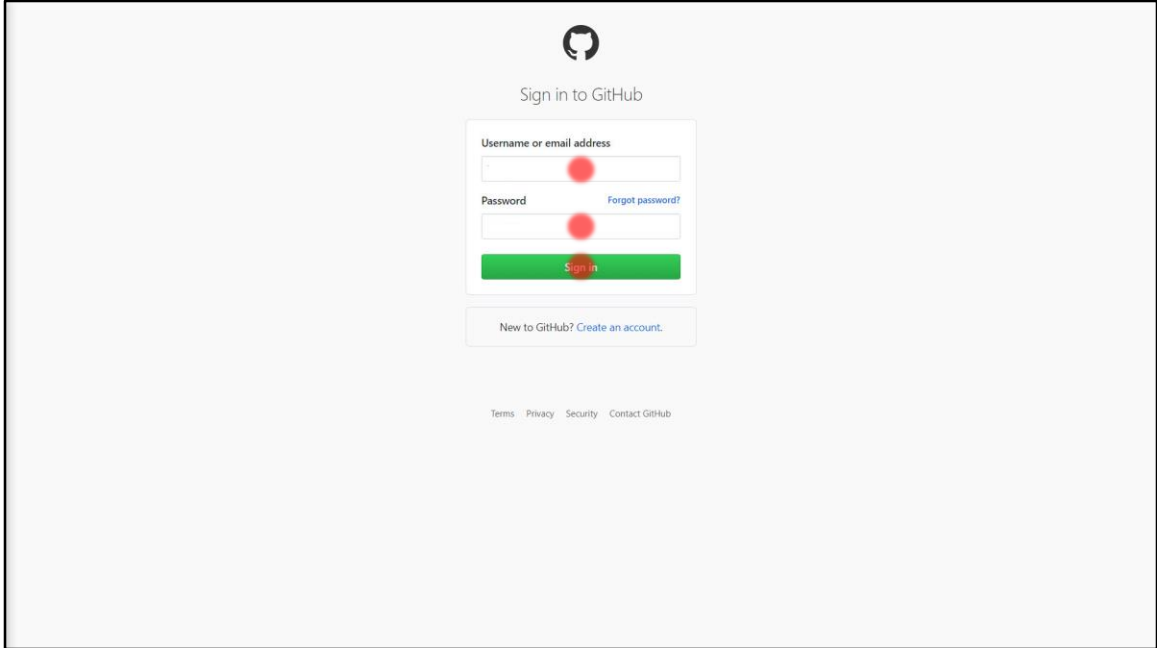 Sign in to GitHub
Username or email address
Password Forgot password?
Sign in
New to GitHub? Create an account.
Terms Privacy Security Contact GitHub